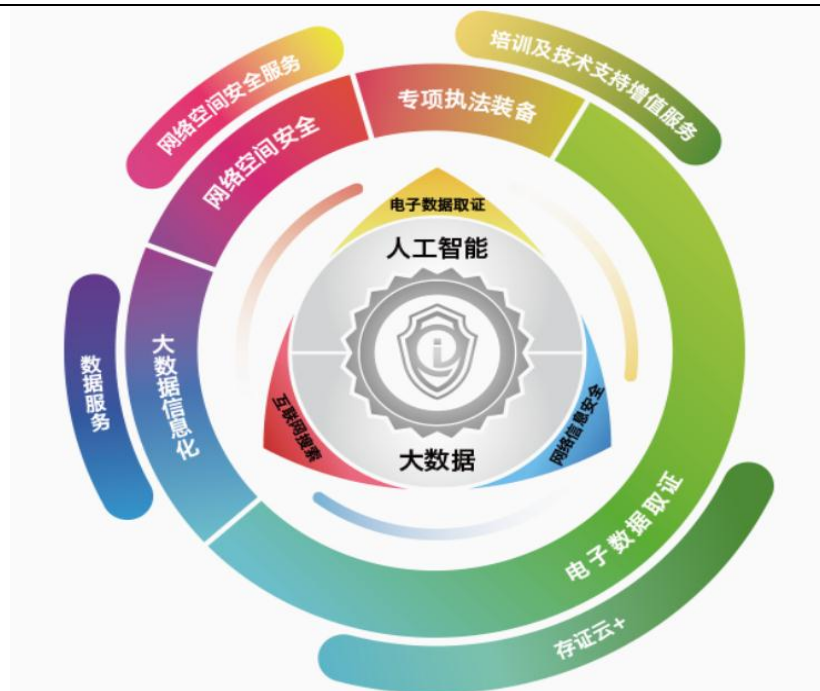 网络空间安全服务
培训及技术支持增值服务
网络空间安全
专项执法装备
电子数据取证
人工智能
大数据信息化
数据服务
互联网搜索
网络信息安全
大数据
电子数据取证
存证云+